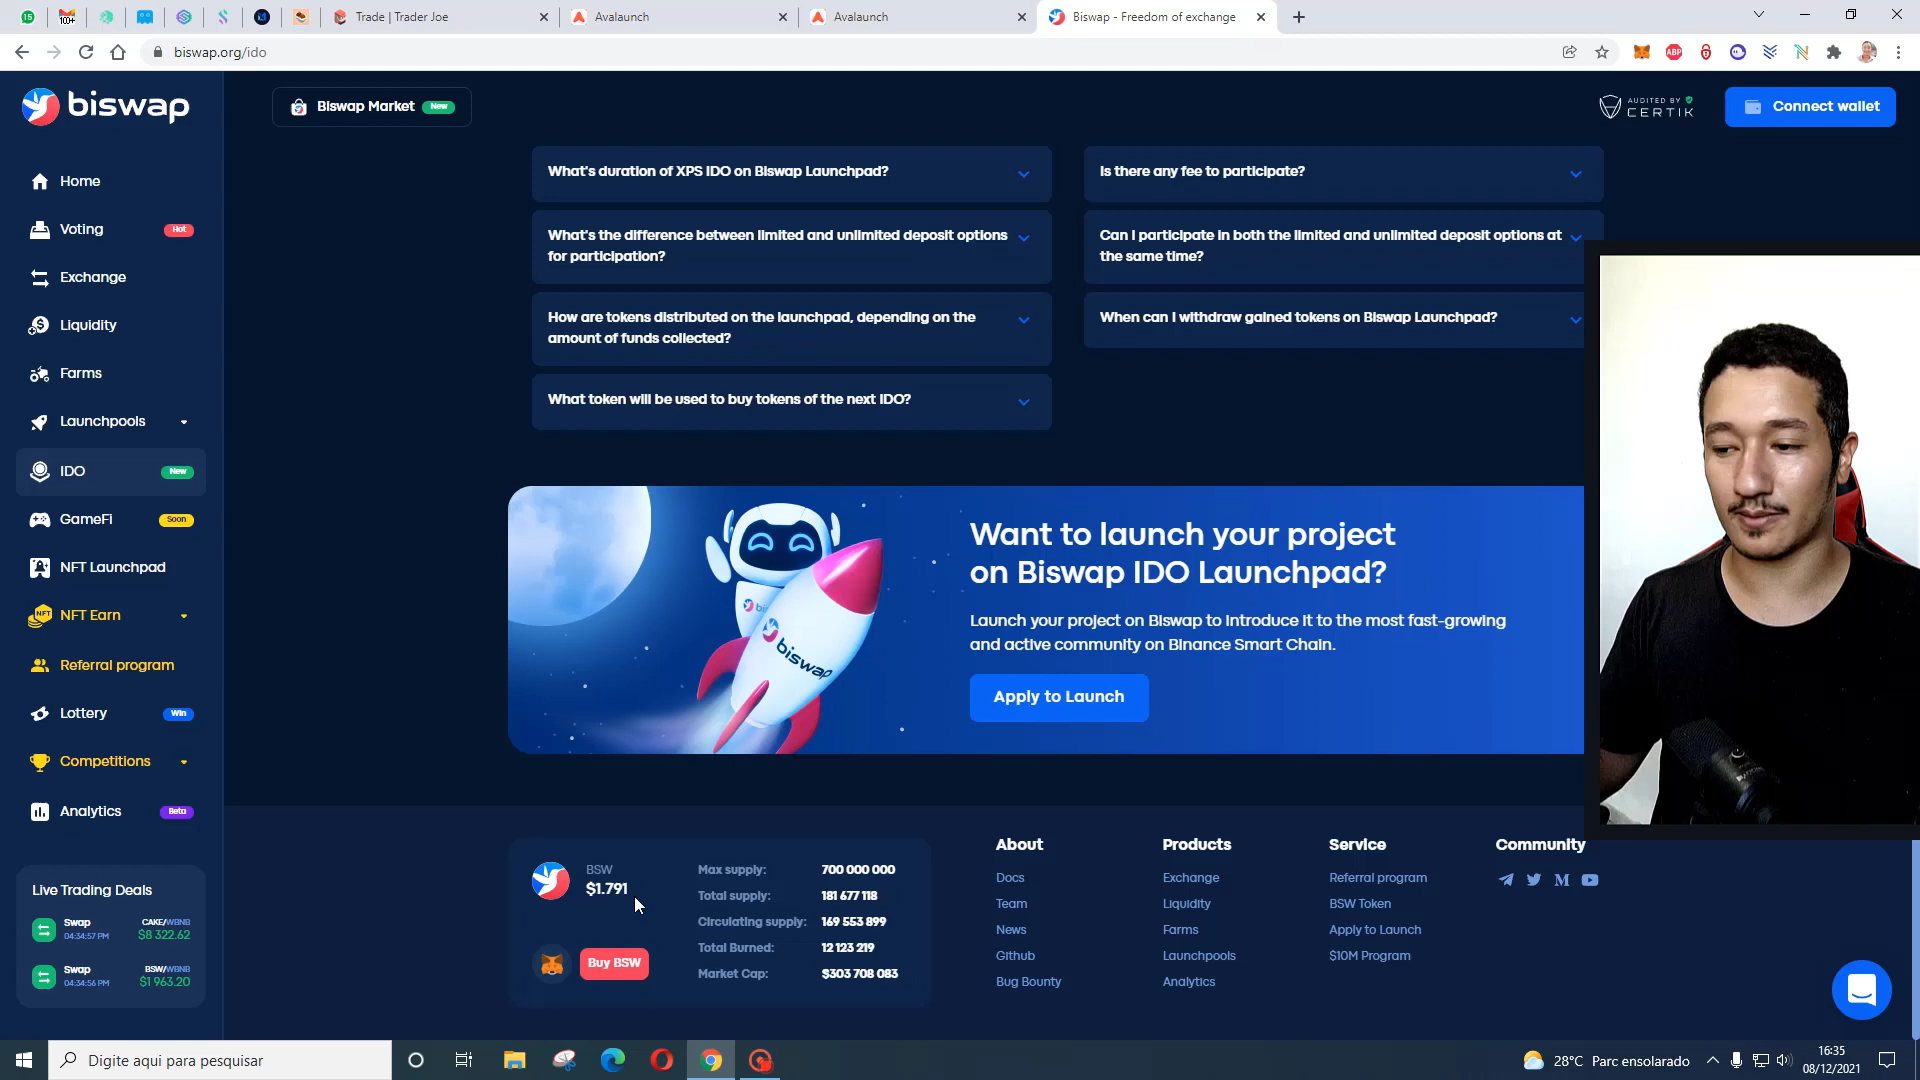 15
100+
Trade | Trader Joe
Avalaunch
Avalaunch
Biswap - Freedom of exchange
biswap.org/ido
ABP
biswap
Biswap Market
New
AUDITED BY
CERTIK
Connect wallet
Home
Voting
Hot
Exchange
Liquidity
Farms
Launchpools
IDO
New
GameFi
Soon
NFT Launchpad
NFT
NFT Earn
Referral program
Lottery
Win
Competitions
Analytics
Beta
Live Trading Deals
Swap
CAKE/WBNB
04:34:57 PM
$8 322.62
Swap
BSW/WBNB
04:34:56 PM
$1 963.20
What's duration of XPS IDO on Biswap Launchpad?
Is there any fee to participate?
What's the difference between limited and unlimited deposit options
for participation?
Can I participate in both the limited and unlimited deposit options at
the same time?
How are tokens distributed on the launchpad, depending on the
amount of funds collected?
When can I withdraw gained tokens on Biswap Launchpad?
What token will be used to buy tokens of the next IDO?
biswap
Want to launch your project
on Biswap IDO Launchpad?
Launch your project on Biswap to introduce it to the most fast-growing
and active community on Binance Smart Chain.
Apply to Launch
BSW
$1.791
Buy BSW
Max supply:
700 000 000
Total supply:
181 677 118
Circulating supply:
169 553 899
Total Burned:
12 123 219
Market Cap:
$303 708 083
About
Docs
Team
News
Github
Bug Bounty
Products
Exchange
Liquidity
Farms
Launchpools
Analytics
Service
Referral program
BSW Token
Apply to Launch
$10M Program
Community
Digite aqui para pesquisar
28°C Parc ensolarado
16:35
08/12/2021